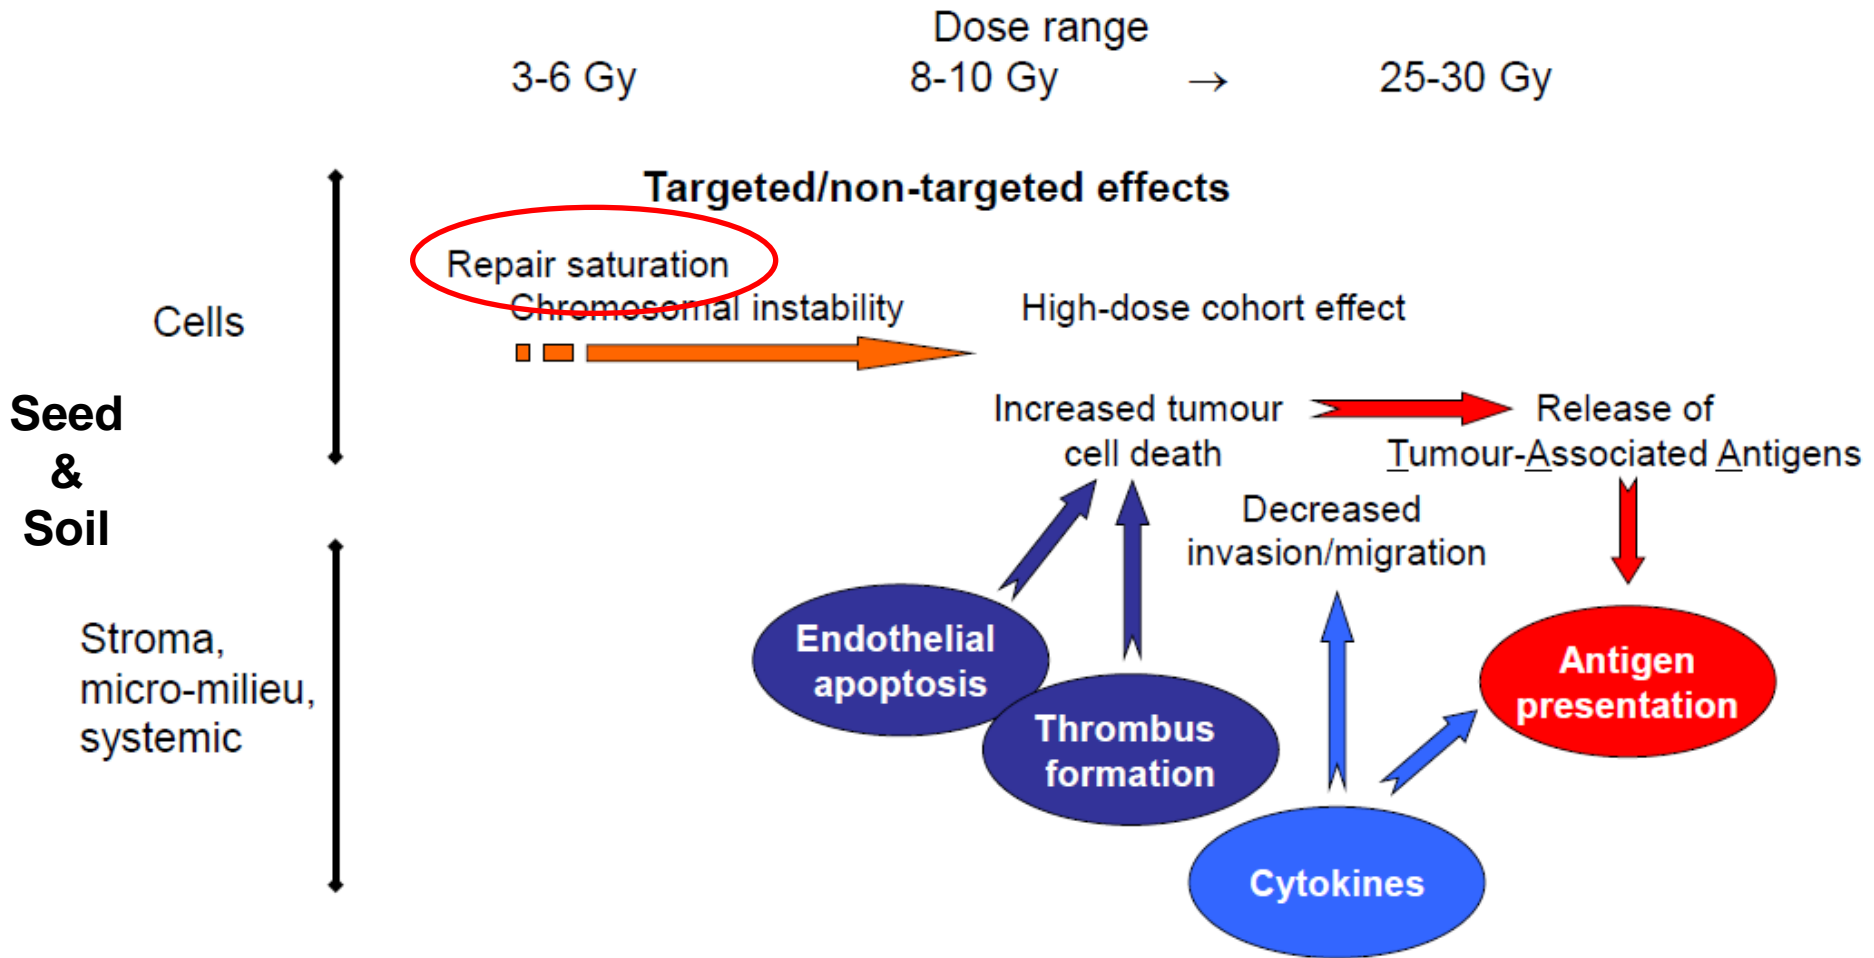 Dose range
3-6 Gy 8-10 Gy → 25-30 Gy
Targeted/non-targeted effects
Repair saturation
Chromosomal instability
High-dose cohort effect
Cells
Increased tumour
cell death
Release of
Tumour-Associated Antigens
Seed
&
Soil
Decreased
invasion/migration
Stroma,
micro-milieu,
systemic
Endothelial
apoptosis
Thrombus
formation
Antigen
presentation
Cytokines